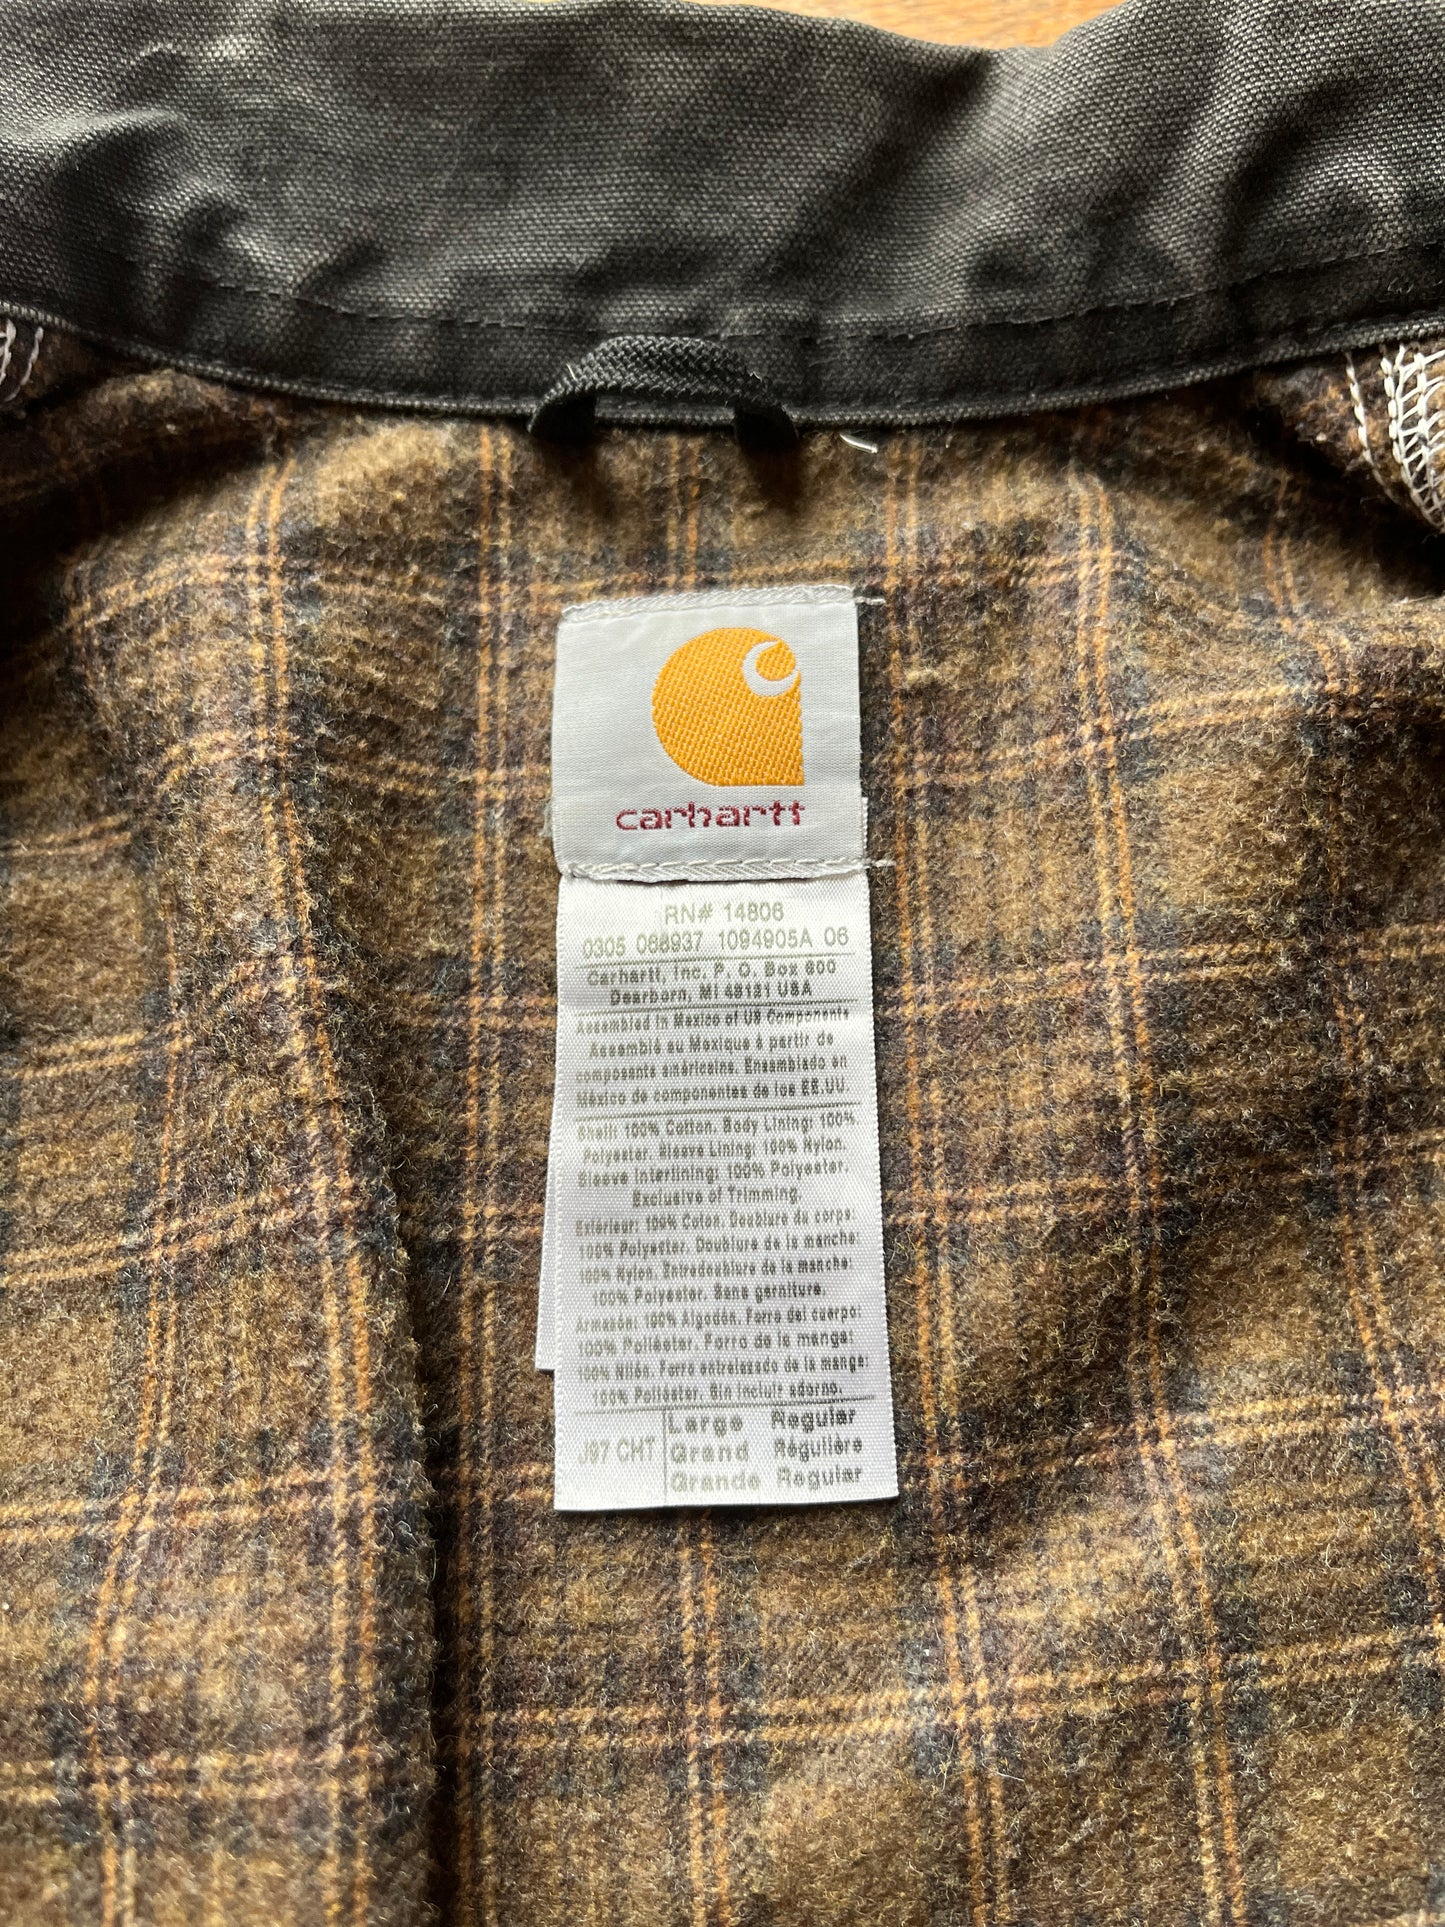 carhartt
RN# 14806
0305 088937 1094905A 06
Carhartt, Inc. P. O. Box 600
Dearborn, MI 48121 USA
Assembled in Mexico of US Components
Assemblé au Mexique à partir de
composants américains. Ensamblado en
México de componentes de los EE.UU.
Shell: 100% Cotton. Body Lining: 100%
Polyester. Sleeve Lining: 100% Nylon.
Sleeve Interlining: 100% Polyester.
Exclusive of Trimming.
Extérieur: 100% Coton. Doublure du corps:
100% Polyester. Doublure de la manche:
100% Nylon. Entredoublure de la manche:
100% Polyester. Sans garniture.
Armazón: 100% Algodón. Forro del cuerpo:
100% Poliéster. Forro de la manga:
100% Nilón. Forro entrelazado de la manga:
100% Poliéster. Sin incluir adorno.
J97 CHT
Large Regular
Grand Régulière
Grande Regular